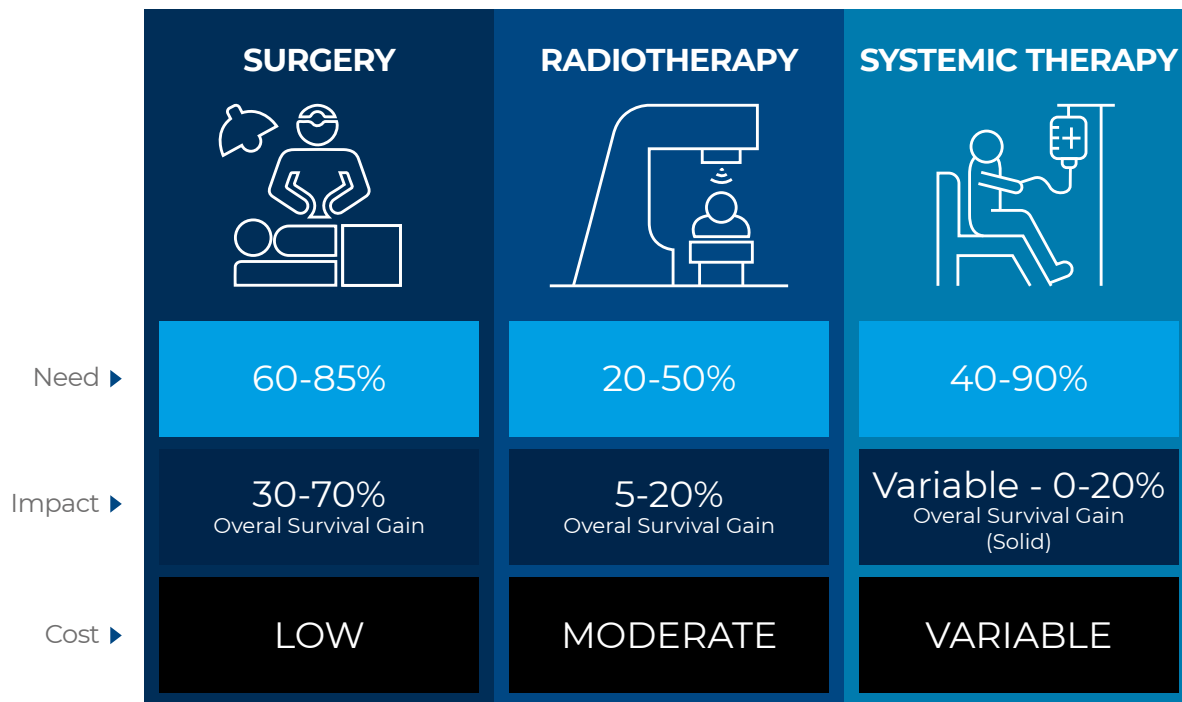 SURGERY
RADIOTHERAPY
SYSTEMIC THERAPY
Need
60-85%
20-50%
40-90%
Impact
30-70%
Overal Survival Gain
5-20%
Overal Survival Gain
Variable - 0-20%
Overal Survival Gain
(Solid)
Cost
LOW
MODERATE
VARIABLE